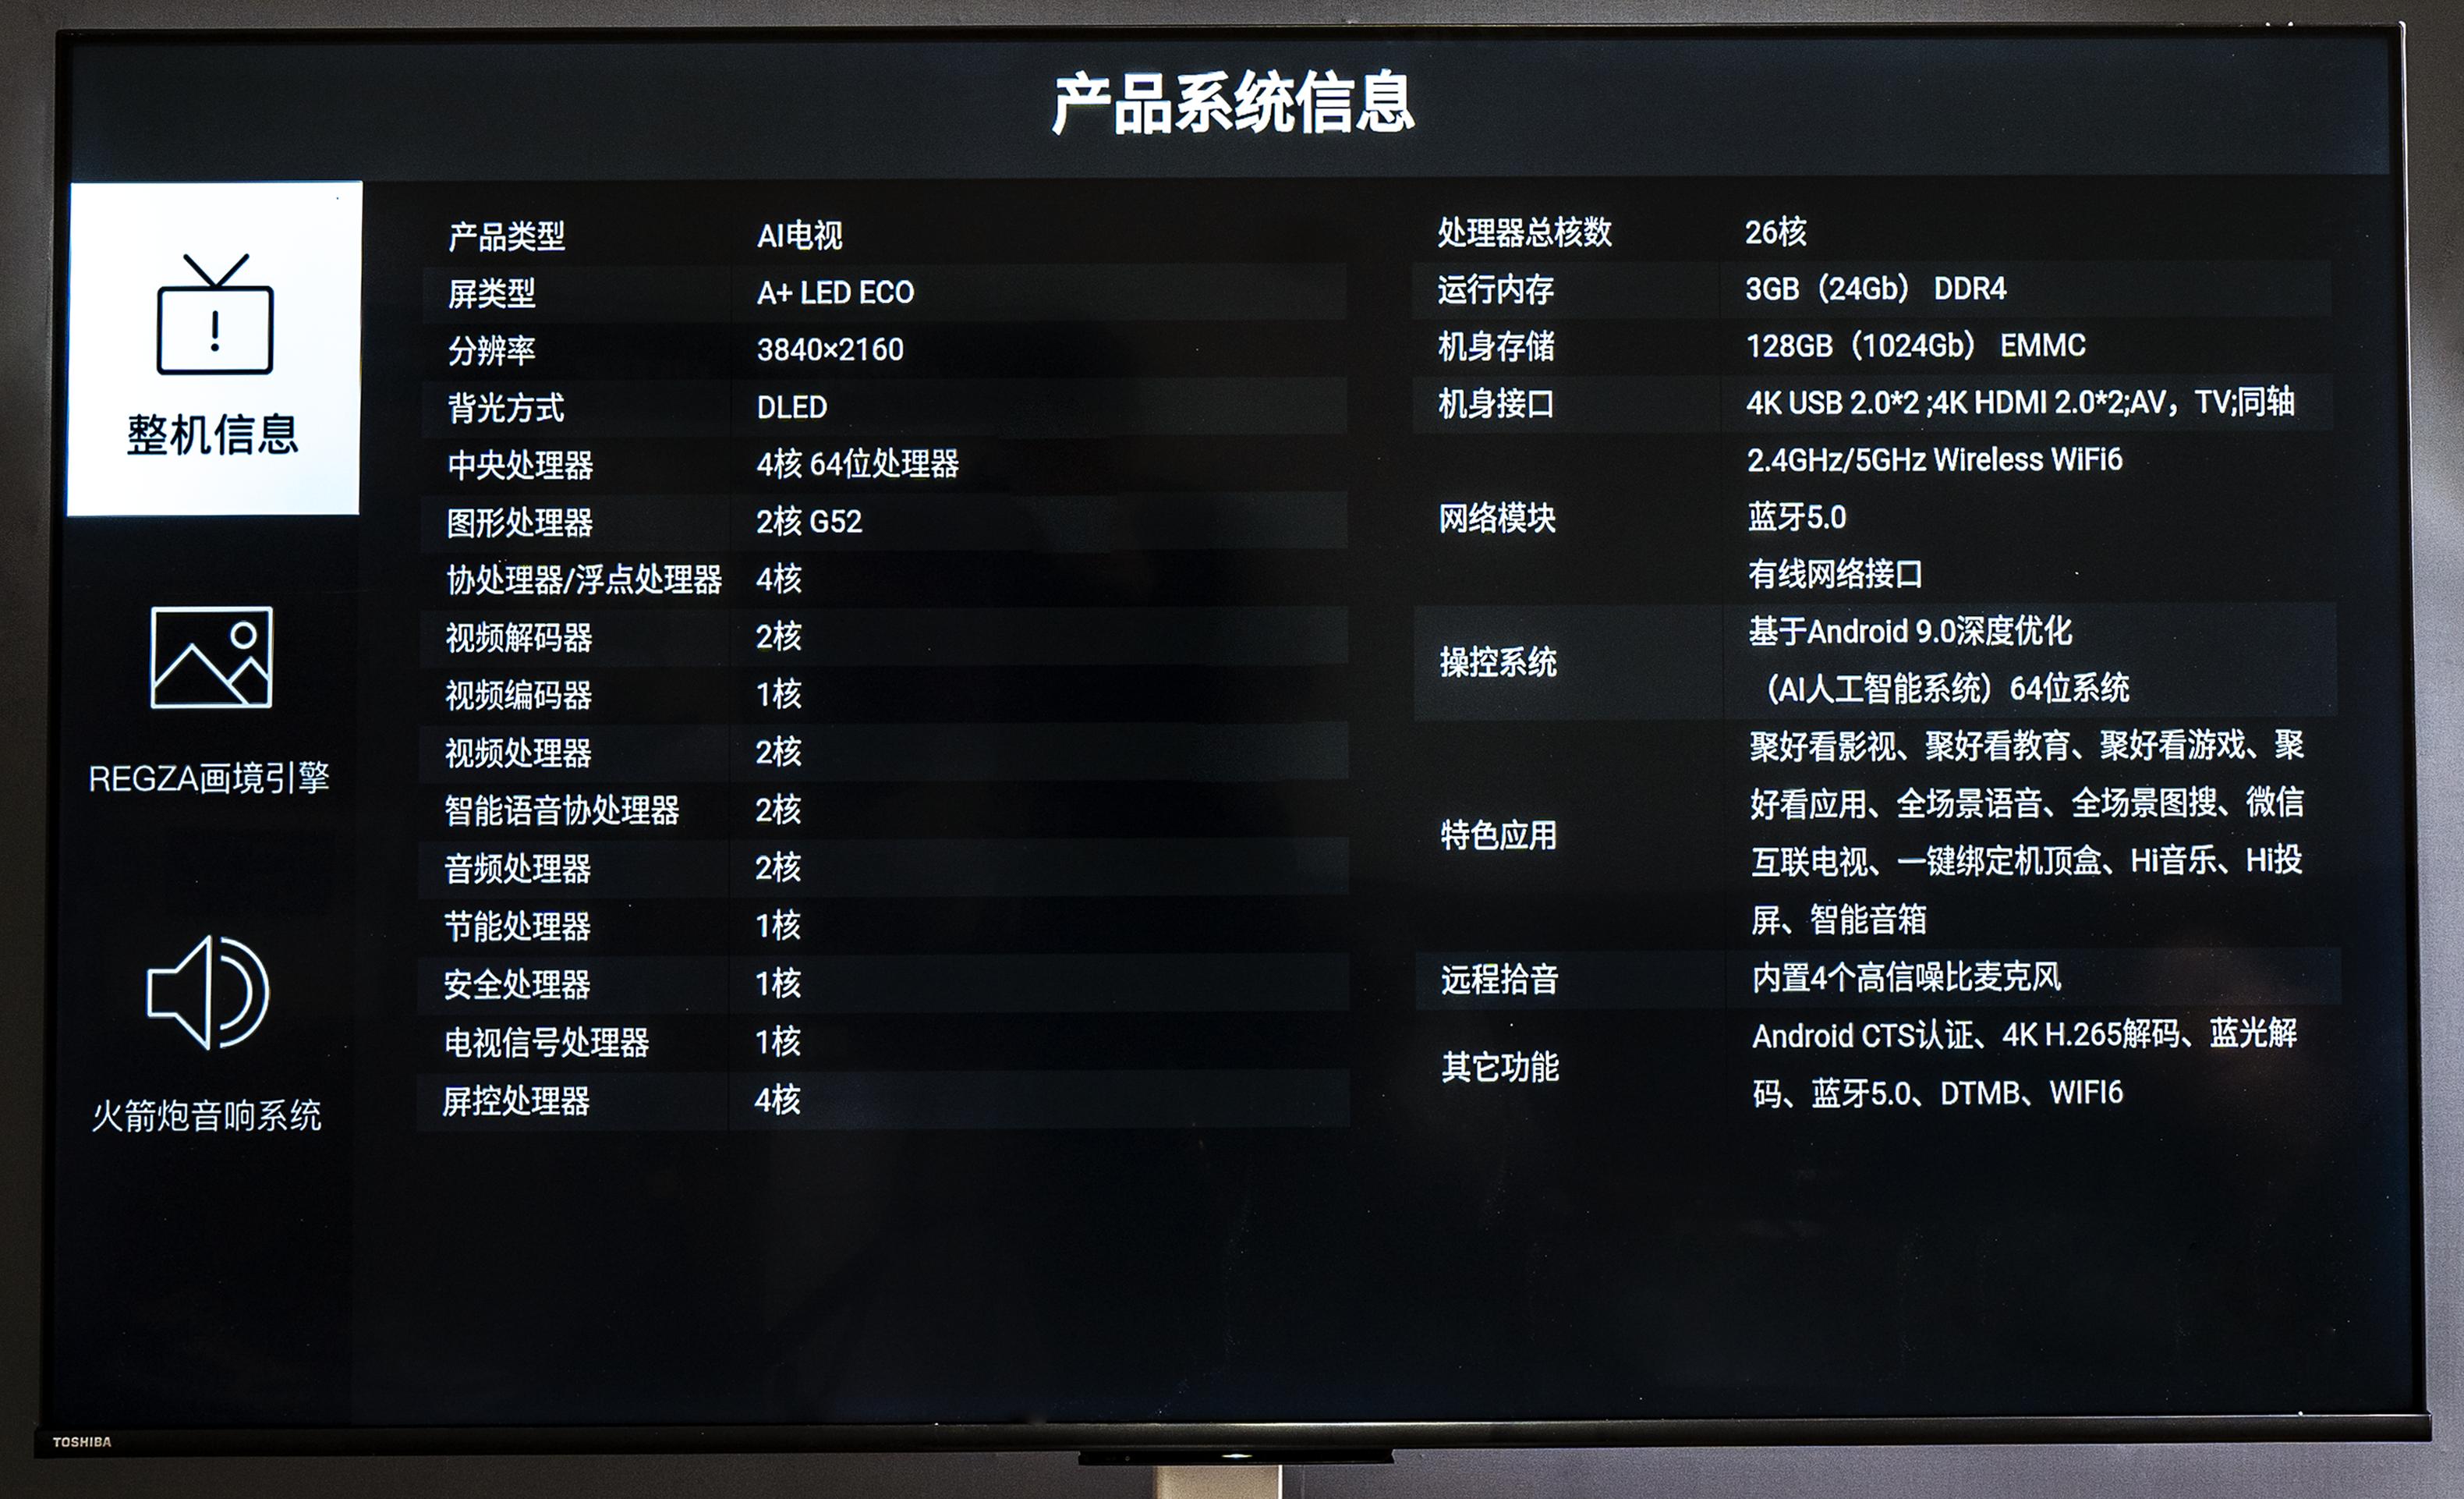 产品系统信息
整机信息
REGZA画境引擎
火箭炮音响系统
产品类型 AI电视
屏类型 A+ LED ECO
分辨率 3840×2160
背光方式 DLED
中央处理器 4核 64位处理器
图形处理器 2核 G52
协处理器/浮点处理器 4核
视频解码器 2核
视频编码器 1核
视频处理器 2核
智能语音协处理器 2核
音频处理器 2核
节能处理器 1核
安全处理器 1核
电视信号处理器 1核
屏控处理器 4核
处理器总核数 26核
运行内存 3GB（24Gb） DDR4
机身存储 128GB（1024Gb） EMMC
机身接口 4K USB 2.0*2 ;4K HDMI 2.0*2;AV，TV;同轴
网络模块
2.4GHz/5GHz Wireless WiFi6
蓝牙5.0
有线网络接口
操控系统
基于Android 9.0深度优化
（AI人工智能系统）64位系统
特色应用
聚好看影视、聚好看教育、聚好看游戏、聚
好看应用、全场景语音、全场景图搜、微信
互联电视、一键绑定机顶盒、Hi音乐、Hi投
屏、智能音箱
远程拾音 内置4个高信噪比麦克风
其它功能
Android CTS认证、4K H.265解码、蓝光解
码、蓝牙5.0、DTMB、WIFI6
TOSHIBA